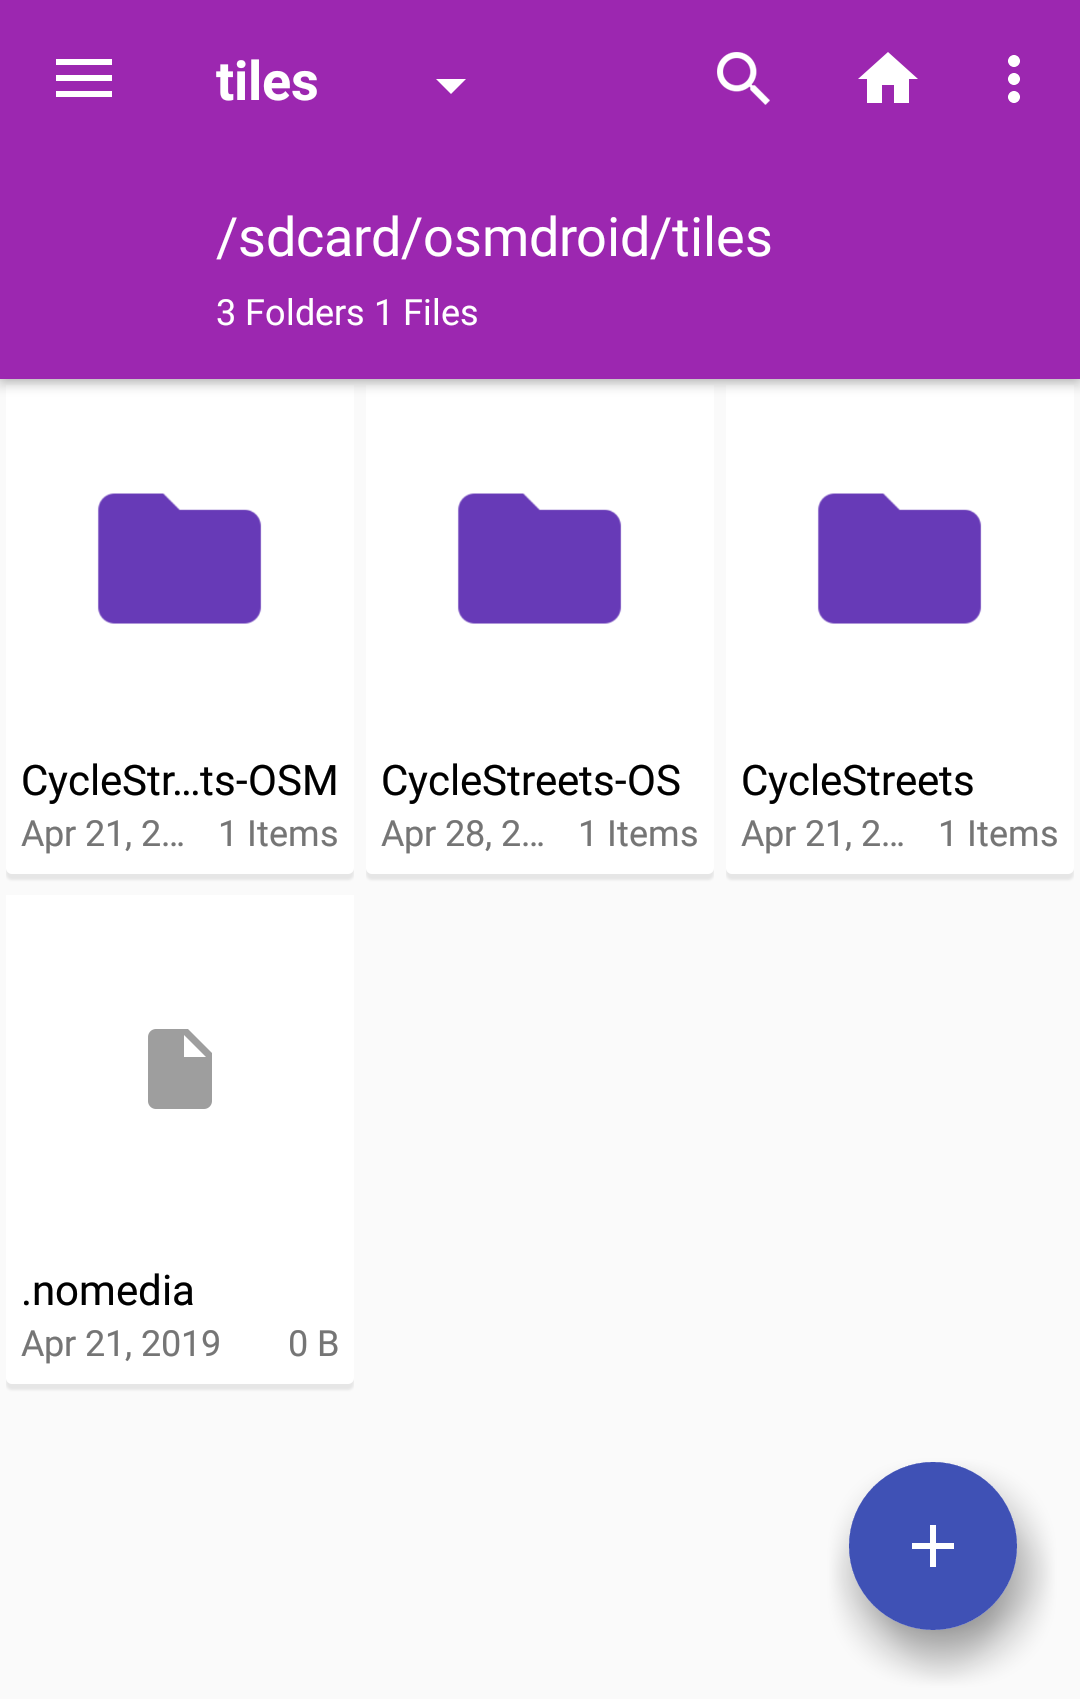 tiles
/sdcard/osmdroid/tiles
3 Folders 1 Files
CycleStr...ts-OSM
Apr 21, 2... 1 Items
CycleStreets-OS
Apr 28, 2... 1 Items
CycleStreets
Apr 21, 2... 1 Items
.nomedia
Apr 21, 2019 0 B